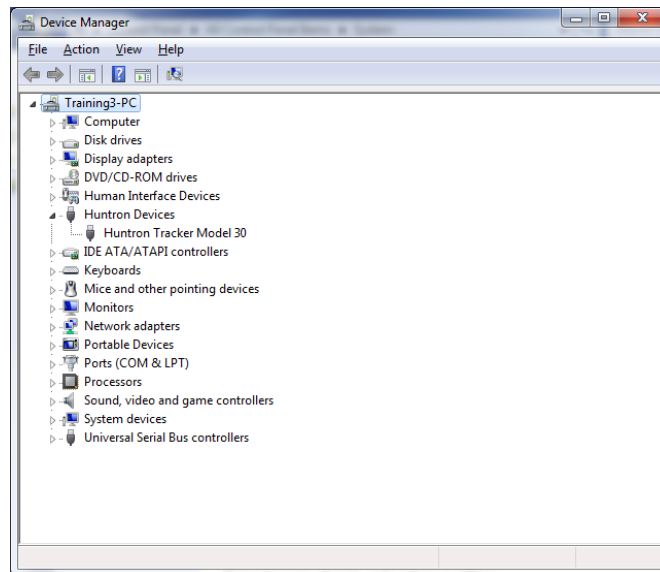 Device Manager
File Action View Help
Training3-PC
Computer
Disk drives
Display adapters
DVD/CD-ROM drives
Human Interface Devices
Huntron Devices
Huntron Tracker Model 30
IDE ATA/ATAPI controllers
Keyboards
Mice and other pointing devices
Monitors
Network adapters
Portable Devices
Ports (COM & LPT)
Processors
Sound, video and game controllers
System devices
Universal Serial Bus controllers